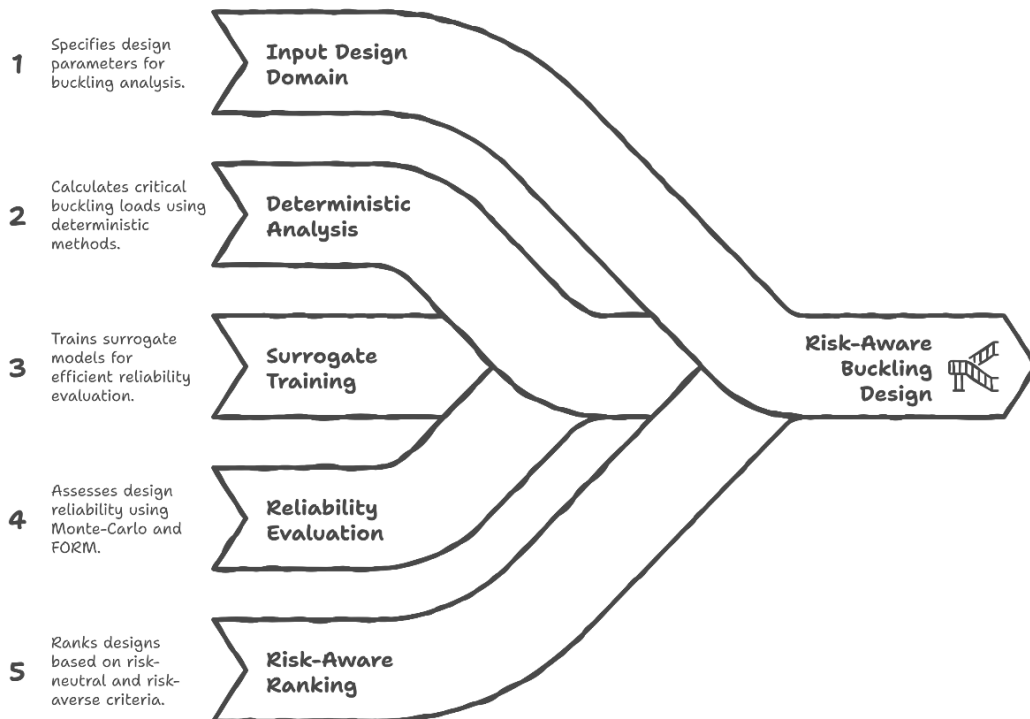 1
Specifies design
parameters for
buckling analysis.
Input Design
Domain
2
Calculates critical
buckling loads using
deterministic
methods.
Deterministic
Analysis
3
Trains surrogate
models for
efficient reliability
evaluation.
Surrogate
Training
Risk-Aware
Buckling
Design
4
Assesses design
reliability using
Monte-Carlo and
FORM.
Reliability
Evaluation
5
Ranks designs
based on risk-
neutral and risk-
averse criteria.
Risk-Aware
Ranking